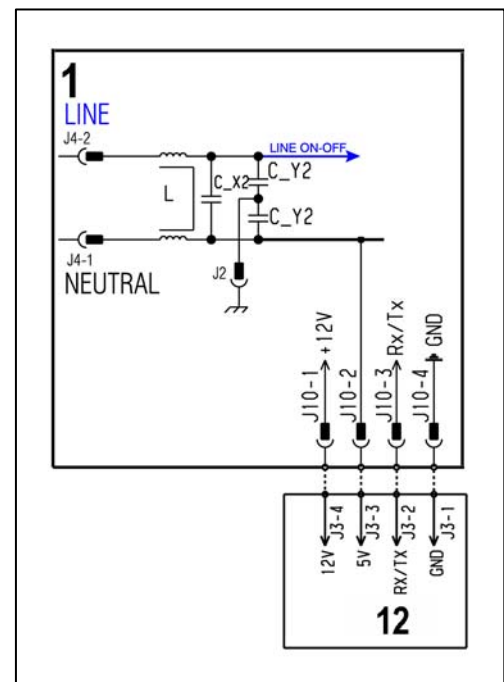 1
LINE
J4-2
LINE ON-OFF
C_Y2
C_X2
L
C_Y2
J2
J4-1
NEUTRAL
J10-1
+12V
J10-2
J10-3
Rx/Tx
J10-4
GND
12V
J3-4
5V
J3-3
RX/TX
J3-2
GND
J3-1
12